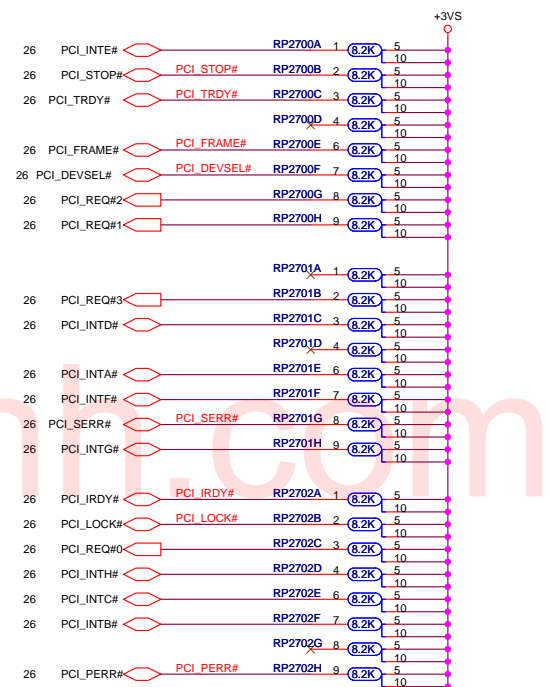 +3VS
26 PCI_INTE# RP2700A 1 8.2K 5
10
26 PCI_STOP# PCI_STOP# RP2700B 2 8.2K 5
10
26 PCI_TRDY# PCI_TRDY# RP2700C 3 8.2K 5
10
RP2700D 4 8.2K 5
10
26 PCI_FRAME# PCI_FRAME# RP2700E 6 8.2K 5
10
26 PCI_DEVSEL# PCI_DEVSEL# RP2700F 7 8.2K 5
10
26 PCI_REQ#2 RP2700G 8 8.2K 5
10
26 PCI_REQ#1 RP2700H 9 8.2K 5
10
RP2701A 1 8.2K 5
10
26 PCI_REQ#3 RP2701B 2 8.2K 5
10
26 PCI_INTD# RP2701C 3 8.2K 5
10
RP2701D 4 8.2K 5
10
26 PCI_INTA# RP2701E 6 8.2K 5
10
26 PCI_INTF# RP2701F 7 8.2K 5
10
26 PCI_SERR# PCI_SERR# RP2701G 8 8.2K 5
10
26 PCI_INTG# RP2701H 9 8.2K 5
10
nh.com
26 PCI_IRDY# PCI_IRDY# RP2702A 1 8.2K 5
10
26 PCI_LOCK# PCI_LOCK# RP2702B 2 8.2K 5
10
26 PCI_REQ#0 RP2702C 3 8.2K 5
10
26 PCI_INTH# RP2702D 4 8.2K 5
10
26 PCI_INTC# RP2702E 6 8.2K 5
10
26 PCI_INTB# RP2702F 7 8.2K 5
10
RP2702G 8 8.2K 5
10
26 PCI_PERR# PCI_PERR# RP2702H 9 8.2K 5
10